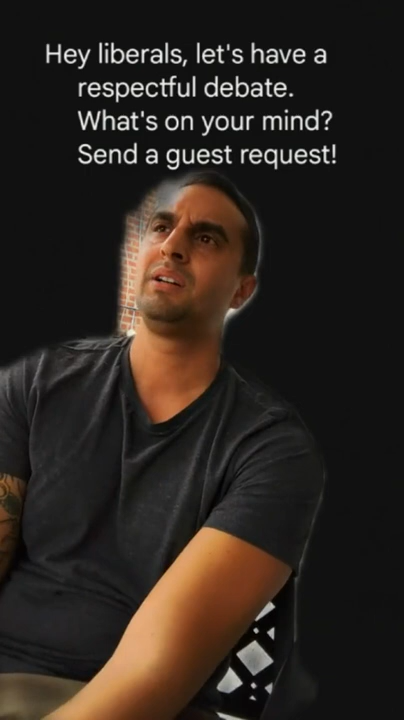 Hey liberals, let's have a
respectful debate.
What's on your mind?
Send a guest request!